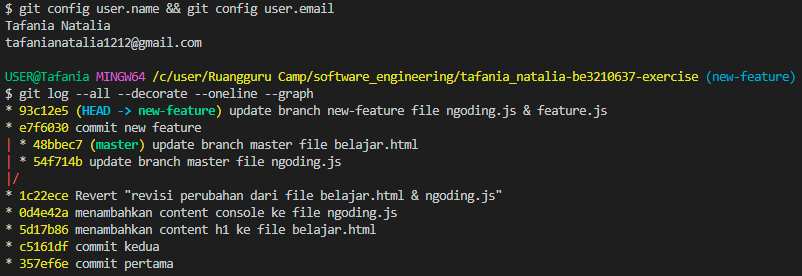 $ git config user.name && git config user.email
Tafania Natalia
tafanianatalia1212@gmail.com
USER@Tafania MINGW64 /c/user/Ruangguru Camp/software_engineering/tafania_natalia-be3210637-exercise (new-feature)
$ git log --all --decorate --oneline --graph
* 93c12e5 (HEAD -> new-feature) update branch new-feature file ngoding.js & feature.js
* e7f6030 commit new feature
| * 48bbec7 (master) update branch master file belajar.html
| * 54f714b update branch master file ngoding.js
|/
* 1c22ece Revert "revisi perubahan dari file belajar.html & ngoding.js"
* 0d4e42a menambahkan content console ke file ngoding.js
* 5d17b86 menambahkan content h1 ke file belajar.html
* c5161df commit kedua
* 357ef6e commit pertama